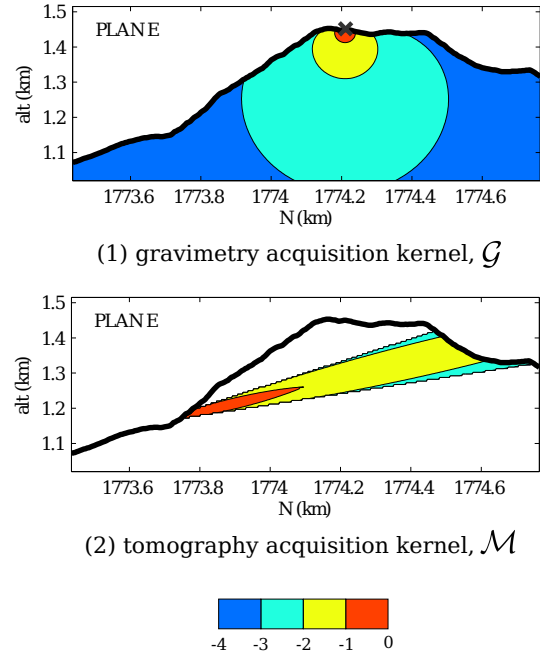 PLANE
1.5
1.4
1.3
1.2
1.1
alt (km)
1773.6 1773.8 1774 1774.2 1774.4 1774.6
N (km)
(1) gravimetry acquisition kernel, 𝒢
PLANE
1.5
1.4
1.3
1.2
1.1
alt (km)
1773.6 1773.8 1774 1774.2 1774.4 1774.6
N (km)
(2) tomography acquisition kernel, ℳ
-4 -3 -2 -1 0